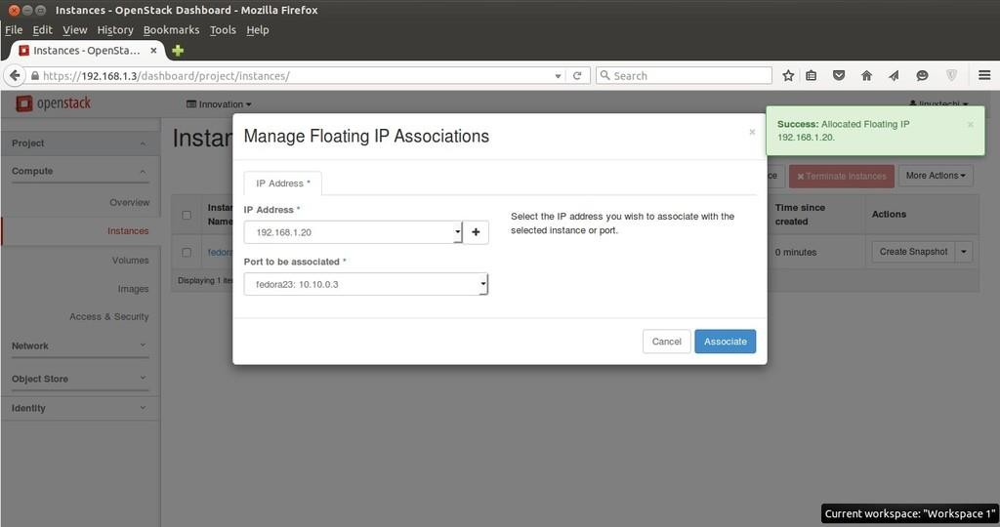 Instances - OpenStack Dashboard - Mozilla Firefox
File Edit View History Bookmarks Tools Help
Instances - OpenSta...
https://192.168.1.3/dashboard/project/instances/
Search
openstack
Innovation
linuxtechi
Success: Allocated Floating IP
192.168.1.20.
Project
Compute
Overview
Instances
Volumes
Images
Access & Security
Network
Object Store
Identity
Instan
Terminate Instances
More Actions
Instan
Name
Time since
created
Actions
fedora
0 minutes
Create Snapshot
Displaying 1 ite
Manage Floating IP Associations
IP Address *
IP Address *
192.168.1.20
Select the IP address you wish to associate with the
selected instance or port.
Port to be associated *
fedora23: 10.10.0.3
Cancel
Associate
Current workspace: "Workspace 1"